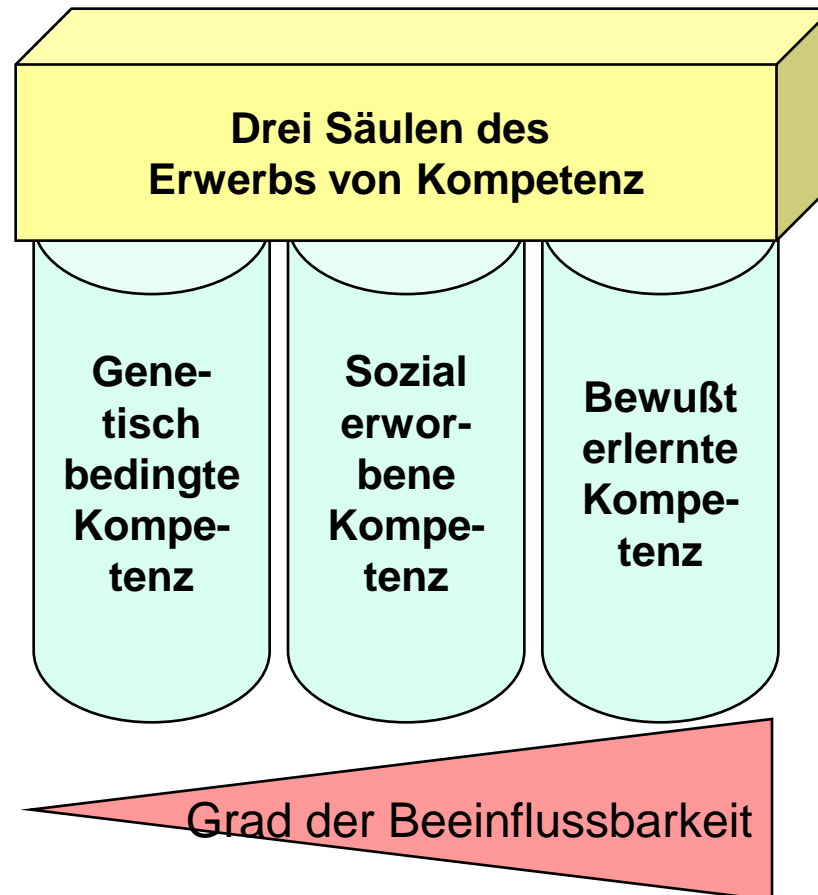 Drei Säulen des
Erwerbs von Kompetenz
Gene-
tisch
bedingte
Kompe-
tenz
Sozial
erwor-
bene
Kompe-
tenz
Bewußt
erlernte
Kompe-
tenz
Grad der Beeinflussbarkeit